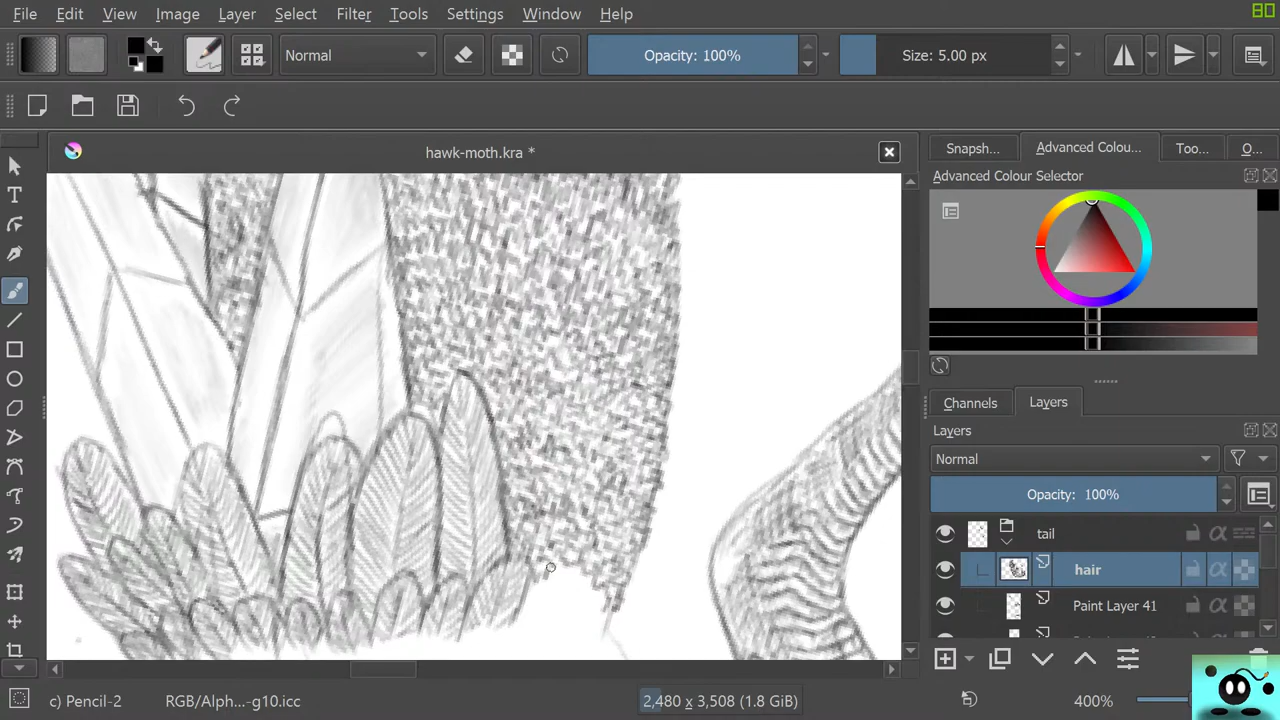 File Edit View Image Layer Select Filter Tools Settings Window Help
80
Normal Opacity: 100% Size: 5.00 px
hawk-moth.kra *
Snapsh... Advanced Colou... Too... O...
Advanced Colour Selector
Channels Layers
Layers
Normal
Opacity: 100%
tail
hair
Paint Layer 41
c) Pencil-2 RGB/Alph...-g10.icc 2,480 x 3,508 (1.8 GiB) 400%